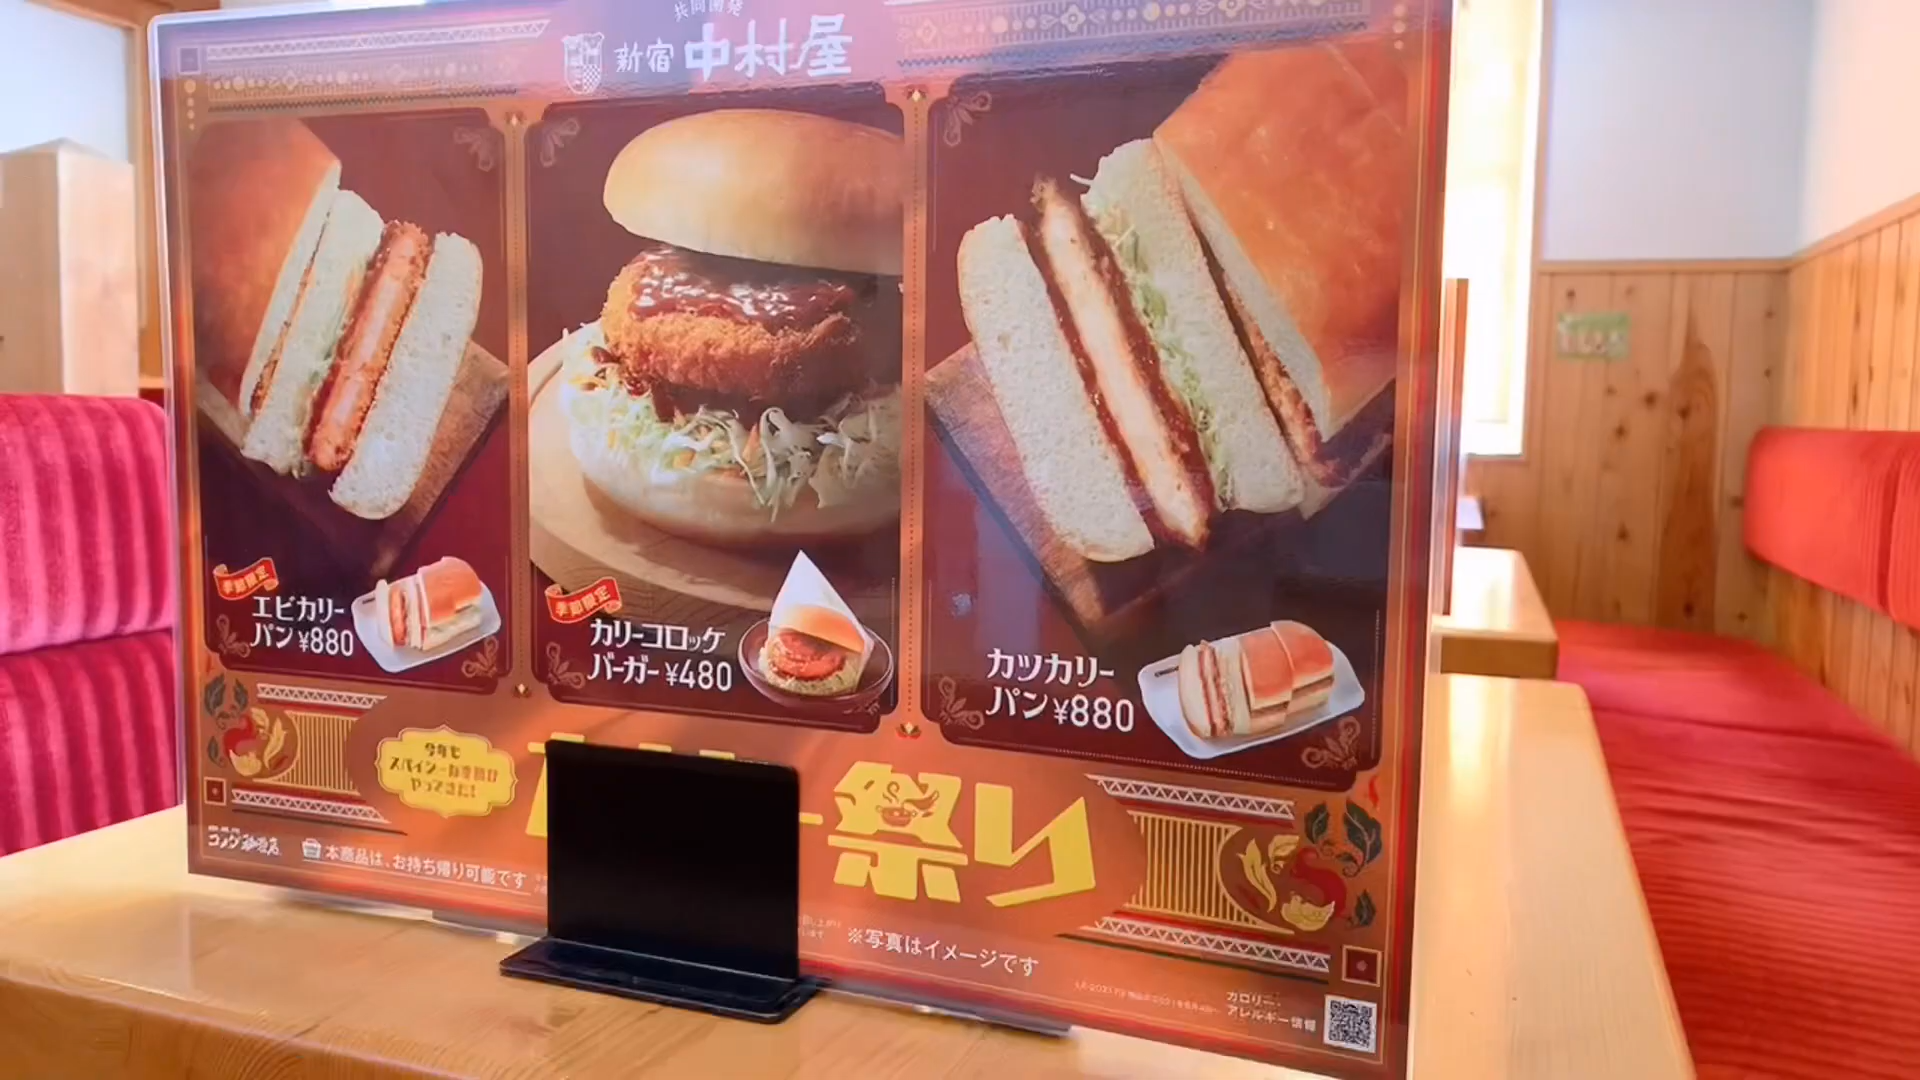 共同開発
新宿 中村屋
季節限定
エビカリー
パン ¥880
季節限定
カリーコロッケ
バーガー ¥480
カツカリー
パン ¥880
今年も
スパイシーな季節が
やってきた!
祭り
コメダ珈琲店
本商品は、お持ち帰り可能です
※写真はイメージです
カロリー、
アレルギー情報